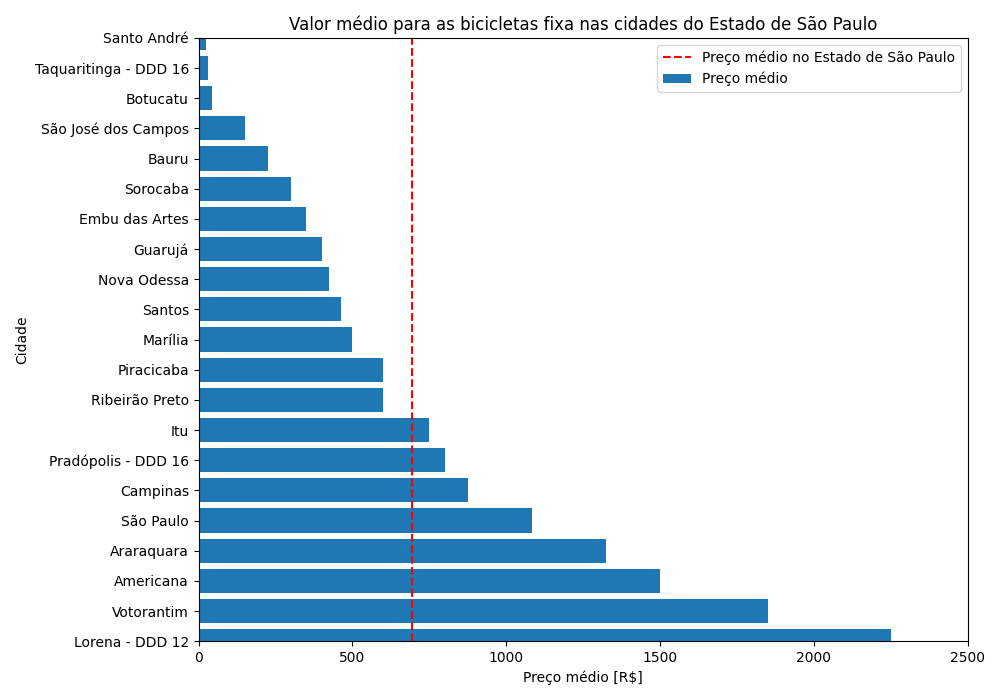 Valor médio para as bicicletas fixa nas cidades do Estado de São Paulo
Preço médio no Estado de São Paulo
Preço médio
Cidade
Santo André
Taquaritinga - DDD 16
Botucatu
São José dos Campos
Bauru
Sorocaba
Embu das Artes
Guarujá
Nova Odessa
Santos
Marília
Piracicaba
Ribeirão Preto
Itu
Pradópolis - DDD 16
Campinas
São Paulo
Araraquara
Americana
Votorantim
Lorena - DDD 12
0 500 1000 1500 2000 2500
Preço médio [R$]